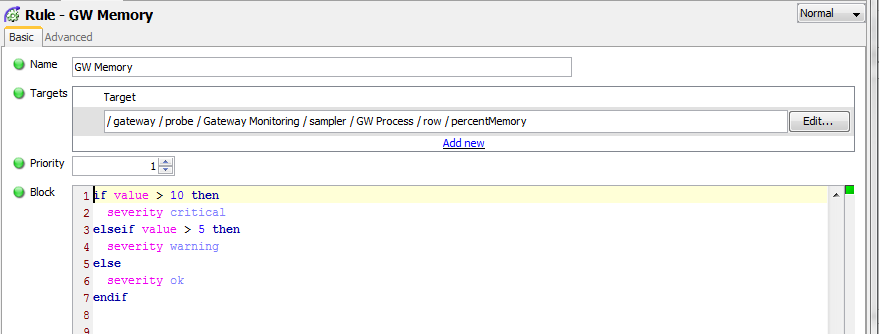 Rule - GW Memory
Normal
Basic Advanced
Name GW Memory
Targets Target
/ gateway / probe / Gateway Monitoring / sampler / GW Process / row / percentMemory Edit...
Add new
Priority 1
Block
1 if value > 10 then
2 severity critical
3 elseif value > 5 then
4 severity warning
5 else
6 severity ok
7 endif
8
9